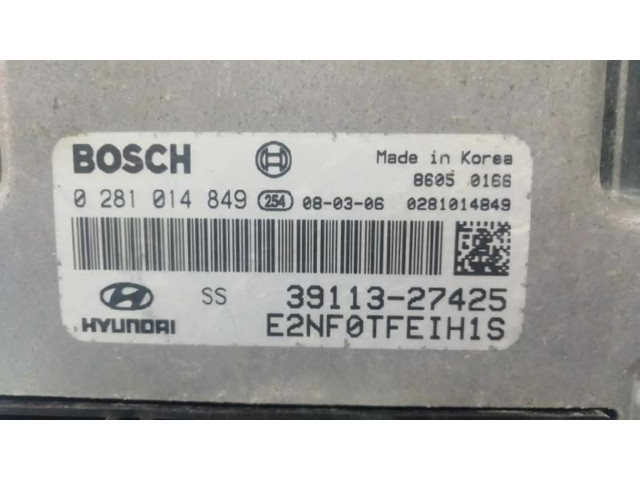 BOSCH Made in Korea
8605 0166
0 281 014 849 254 08-03-06 0281014849
SS 39113-27425
HYUNDAI E2NF0TFEIH1S